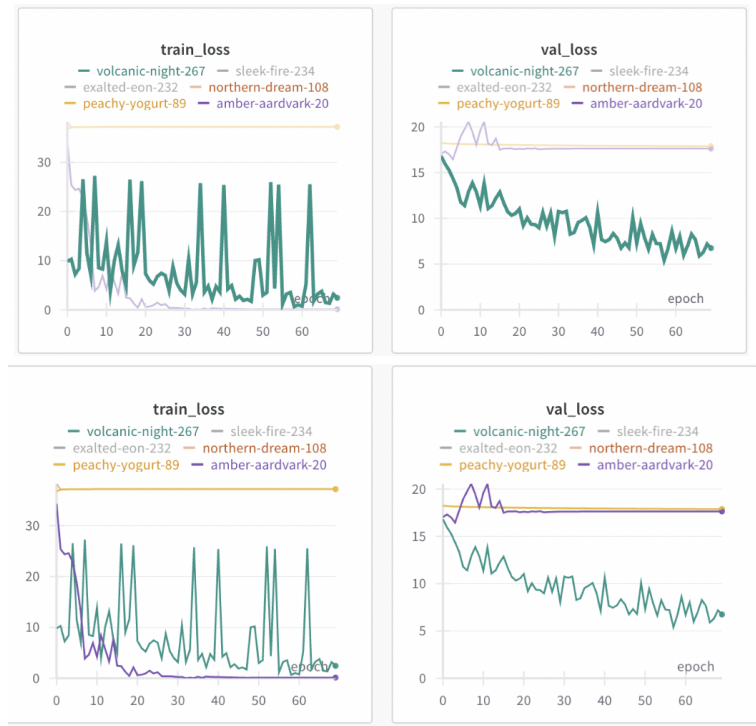 train_loss
volcanic-night-267 sleek-fire-234
exalted-eon-232 northern-dream-108
peachy-yogurt-89 amber-aardvark-20
30
20
10
0
0 10 20 30 40 50 60
epoch
val_loss
volcanic-night-267 sleek-fire-234
exalted-eon-232 northern-dream-108
peachy-yogurt-89 amber-aardvark-20
20
15
10
5
0
0 10 20 30 40 50 60
epoch
train_loss
volcanic-night-267 sleek-fire-234
exalted-eon-232 northern-dream-108
peachy-yogurt-89 amber-aardvark-20
30
20
10
0
0 10 20 30 40 50 60
epoch
val_loss
volcanic-night-267 sleek-fire-234
exalted-eon-232 northern-dream-108
peachy-yogurt-89 amber-aardvark-20
20
15
10
5
0
0 10 20 30 40 50 60
epoch